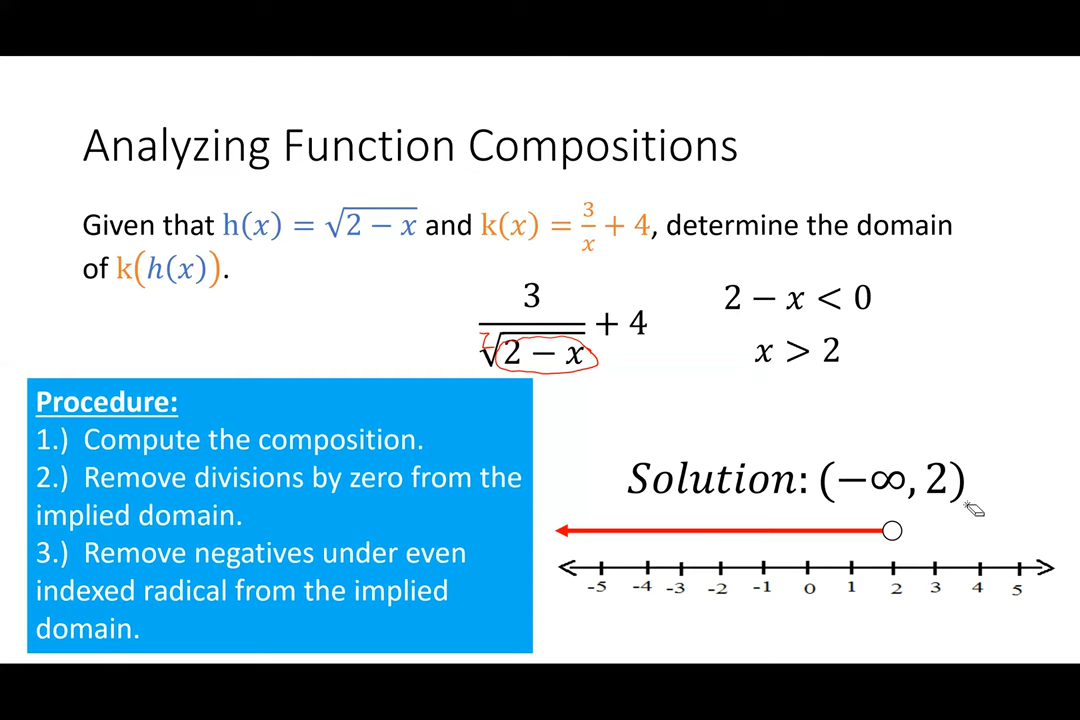 Analyzing Function Compositions
Given that h(x) = √(2 − x) and k(x) = 3/x + 4, determine the domain
of k(h(x)).
3/√(2 − x) + 4
2 − x < 0
x > 2
Procedure:
1.) Compute the composition.
2.) Remove divisions by zero from the
implied domain.
3.) Remove negatives under even
indexed radical from the implied
domain.
Solution: (−∞, 2)
-5 -4 -3 -2 -1 0 1 2 3 4 5